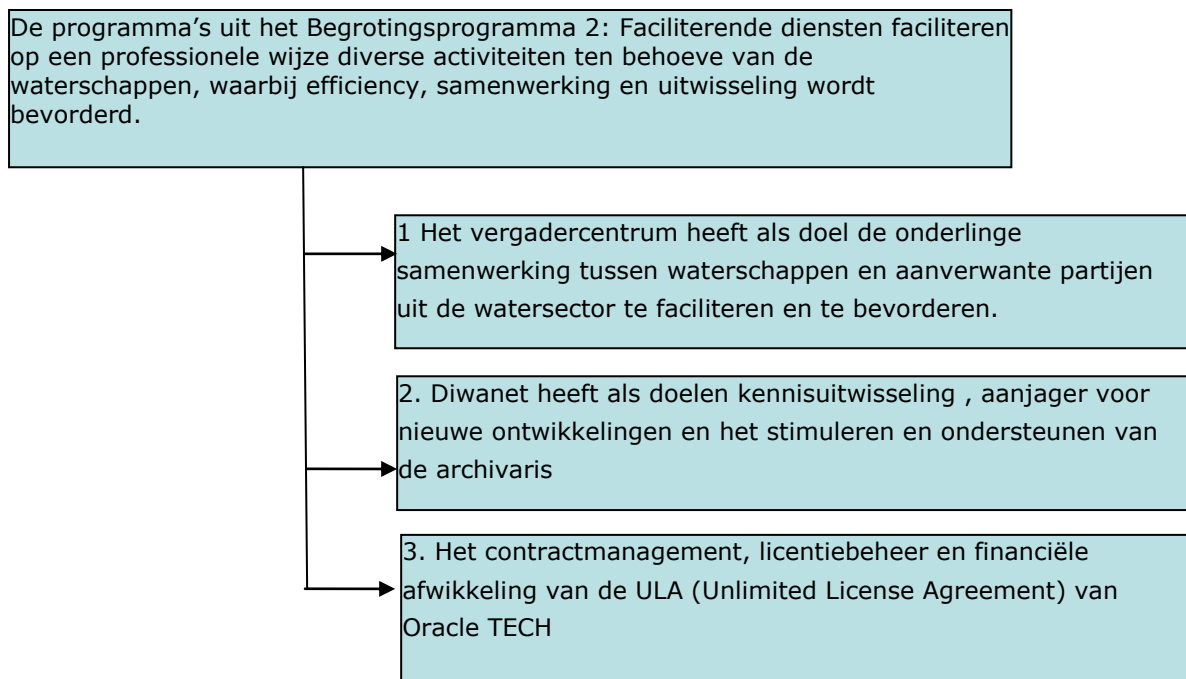 De programma’s uit het Begrotingsprogramma 2: Faciliterende diensten faciliteren
op een professionele wijze diverse activiteiten ten behoeve van de
waterschappen, waarbij efficiency, samenwerking en uitwisseling wordt
bevorderd.
1 Het vergadercentrum heeft als doel de onderlinge
samenwerking tussen waterschappen en aanverwante partijen
uit de watersector te faciliteren en te bevorderen.
2. Diwanet heeft als doelen kennisuitwisseling , aanjager voor
nieuwe ontwikkelingen en het stimuleren en ondersteunen van
de archivaris
3. Het contractmanagement, licentiebeheer en financiële
afwikkeling van de ULA (Unlimited License Agreement) van
Oracle TECH